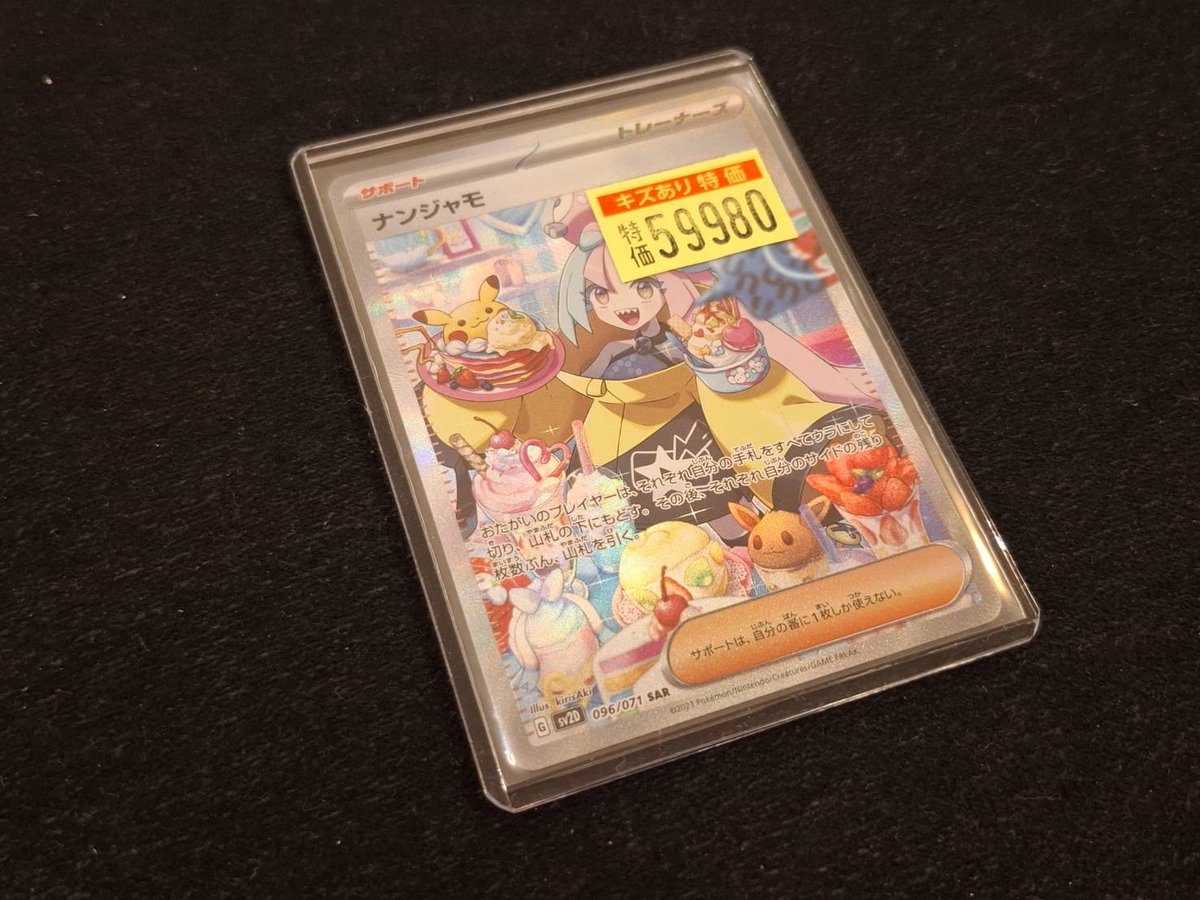 トレーナーズ
サポート
ナンジャモ
キズあり特価
特価 59980
おたがいのプレイヤーは、それぞれ自分の手札をすべてウラにして
切り、山札の下にもどす。その後、それぞれ自分のサイドの残り
枚数ぶん、山札を引く。
サポートは、自分の番に1枚しか使えない。
Illus. kirisAki
G sv2D 096/071 SAR
©2023 Pokémon/Nintendo/Creatures/GAME FREAK.